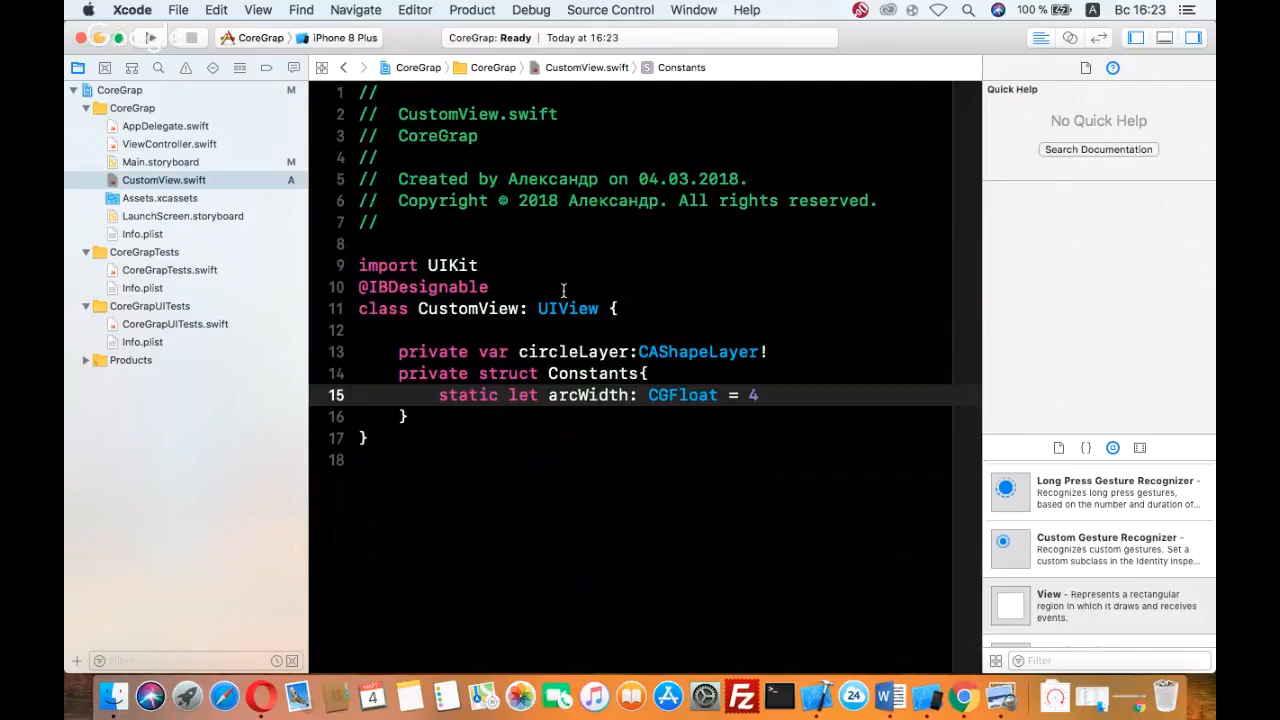 Xcode File Edit View Find Navigate Editor Product Debug Source Control Window Help 100 % A Вс 16:23
CoreGrap iPhone 8 Plus CoreGrap: Ready Today at 16:23
CoreGrap CoreGrap CustomView.swift S Constants
CoreGrap M
CoreGrap
AppDelegate.swift
ViewController.swift
Main.storyboard M
CustomView.swift A
Assets.xcassets
LaunchScreen.storyboard
Info.plist
CoreGrapTests
CoreGrapTests.swift
Info.plist
CoreGrapUITests
CoreGrapUITests.swift
Info.plist
Products
Filter
1 //
2 // CustomView.swift
3 // CoreGrap
4 //
5 // Created by Александр on 04.03.2018.
6 // Copyright © 2018 Александр. All rights reserved.
7 //
8
9 import UIKit
10 @IBDesignable
11 class CustomView: UIView {
12
13 private var circleLayer:CAShapeLayer!
14 private struct Constants{
15 static let arcWidth: CGFloat = 4
16 }
17 }
18
Quick Help
No Quick Help
Search Documentation
{ }
Long Press Gesture Recognizer -
Recognizes long press gestures,
based on the number and duration of...
Custom Gesture Recognizer -
Recognizes custom gestures. Set a
custom subclass in the Identity inspe...
View - Represents a rectangular
region in which it draws and receives
events.
Filter
МАРТ
4
Fz
24
W